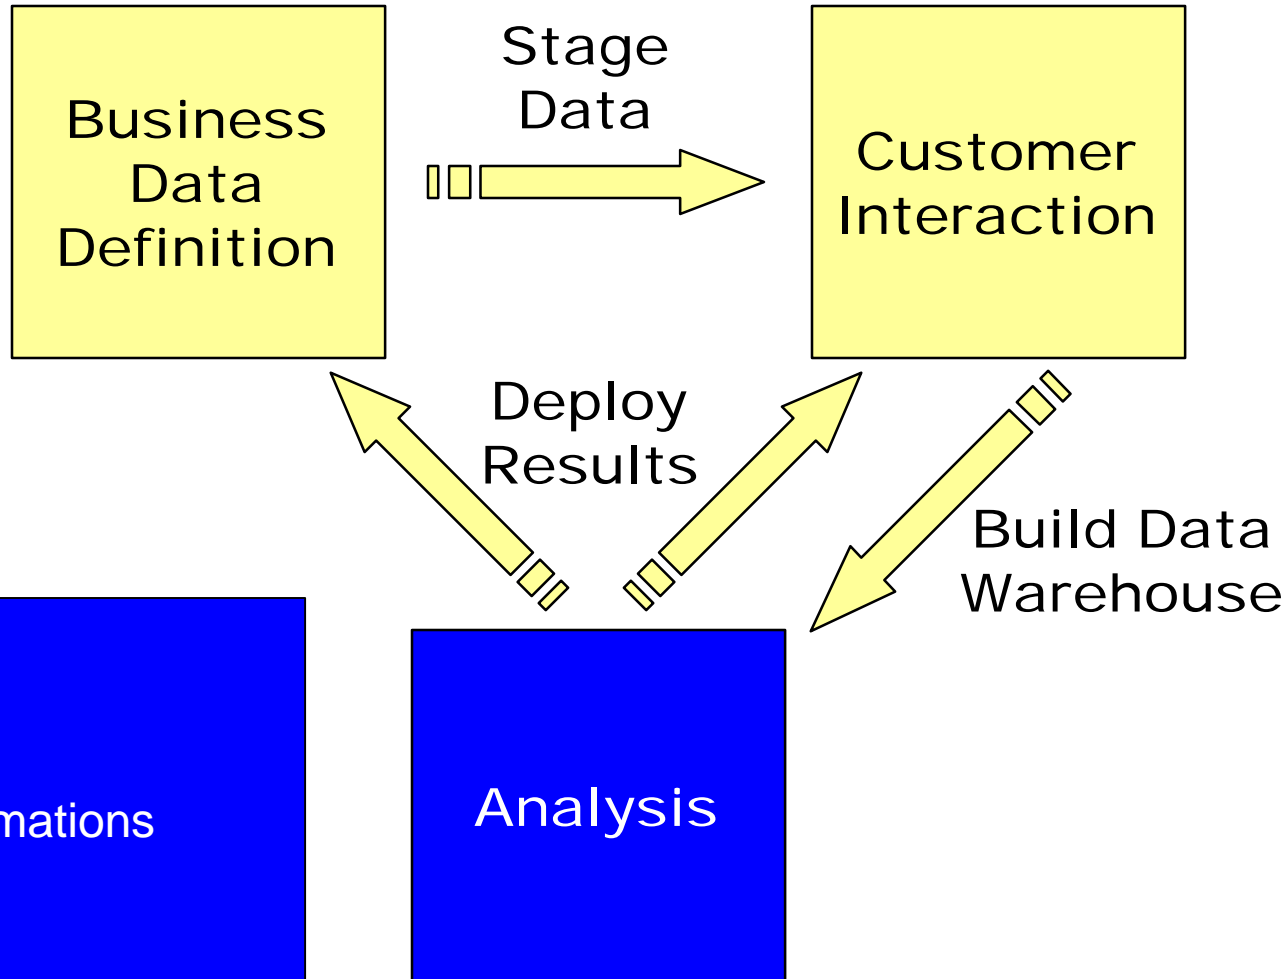 Stage
Data
Business
Data
Definition
Customer
Interaction
Deploy
Results
Build Data
Warehouse
mations
Analysis